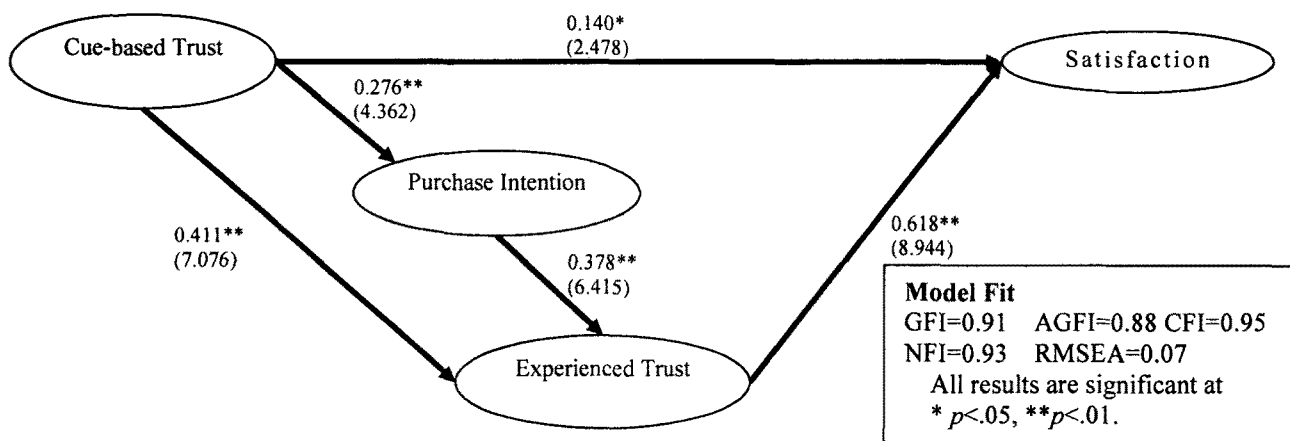 0.140*
(2.478)
Cue-based Trust
Satisfaction
0.276**
(4.362)
Purchase Intention
0.411**
(7.076)
0.618**
(8.944)
0.378**
(6.415)
Model Fit
GFI=0.91 AGFI=0.88 CFI=0.95
NFI=0.93 RMSEA=0.07
All results are significant at
* p<.05, **p<.01.
Experienced Trust